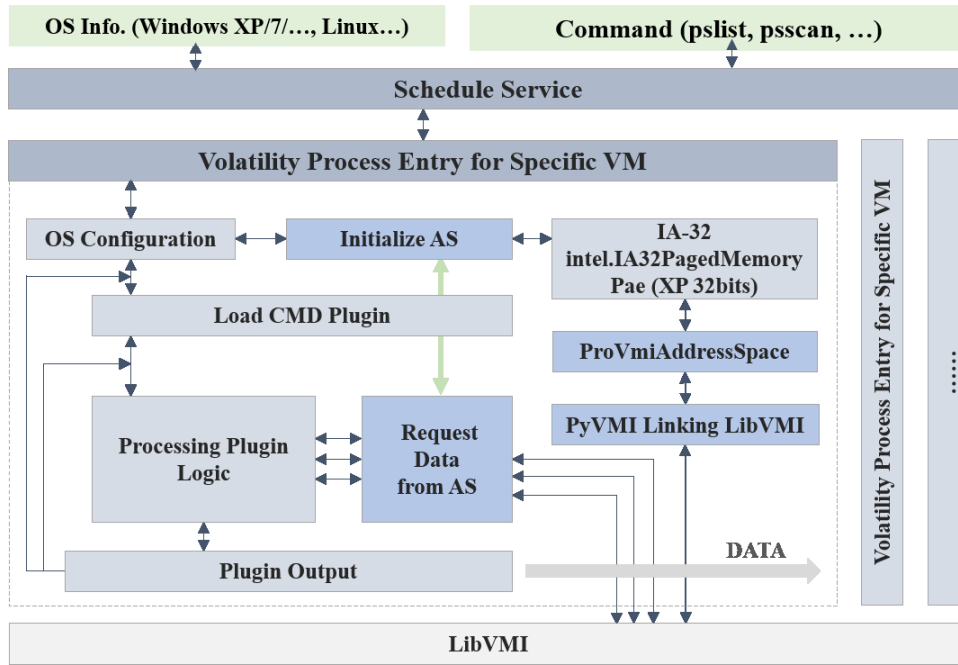 OS Info. (Windows XP/7/…, Linux…)
Command (pslist, psscan, …)
Schedule Service
Volatility Process Entry for Specific VM
OS Configuration
Initialize AS
IA-32
intel.IA32PagedMemory
Pae (XP 32bits)
Load CMD Plugin
ProVmiAddressSpace
PyVMI Linking LibVMI
Processing Plugin
Logic
Request
Data
from AS
Plugin Output
DATA
Volatility Process Entry for Specific VM
……
LibVMI